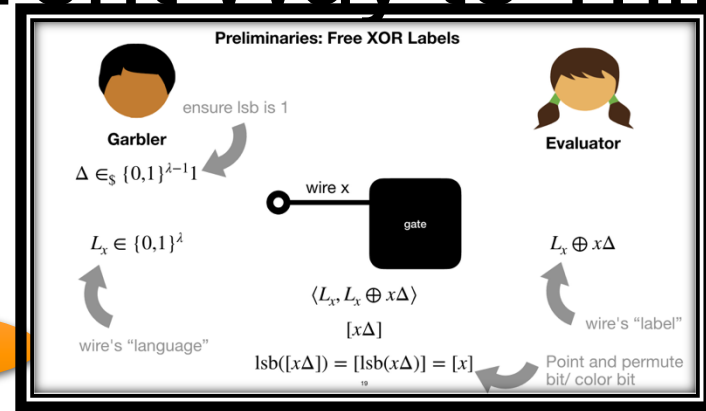 Preliminaries: Free XOR Labels
ensure lsb is 1
Garbler
Evaluator
Δ ∈$ {0,1}^{λ−1}1
wire x
gate
L_x ∈ {0,1}^λ
L_x ⊕ xΔ
⟨L_x, L_x ⊕ xΔ⟩
[xΔ]
wire's "language"
wire's “label”
lsb([xΔ]) = [lsb(xΔ)] = [x]
Point and permute
bit/ color bit
19